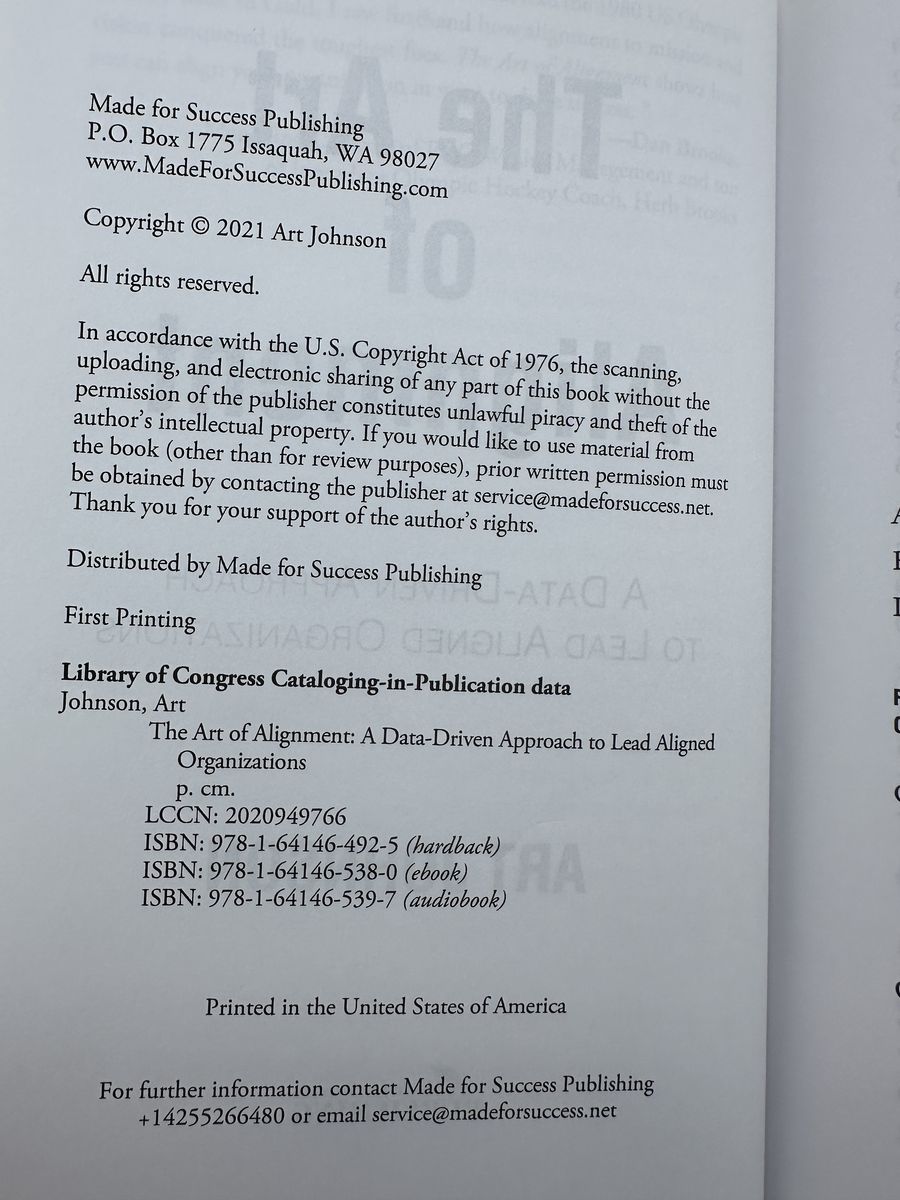 Made for Success Publishing
P.O. Box 1775 Issaquah, WA 98027
www.MadeForSuccessPublishing.com
Copyright © 2021 Art Johnson
All rights reserved.
In accordance with the U.S. Copyright Act of 1976, the scanning,
uploading, and electronic sharing of any part of this book without the
permission of the publisher constitutes unlawful piracy and theft of the
author's intellectual property. If you would like to use material from
the book (other than for review purposes), prior written permission must
be obtained by contacting the publisher at service@madeforsuccess.net.
Thank you for your support of the author's rights.
Distributed by Made for Success Publishing
First Printing
Library of Congress Cataloging-in-Publication data
Johnson, Art
The Art of Alignment: A Data-Driven Approach to Lead Aligned
Organizations
p. cm.
LCCN: 2020949766
ISBN: 978-1-64146-492-5 (hardback)
ISBN: 978-1-64146-538-0 (ebook)
ISBN: 978-1-64146-539-7 (audiobook)
Printed in the United States of America
For further information contact Made for Success Publishing
+14255266480 or email service@madeforsuccess.net